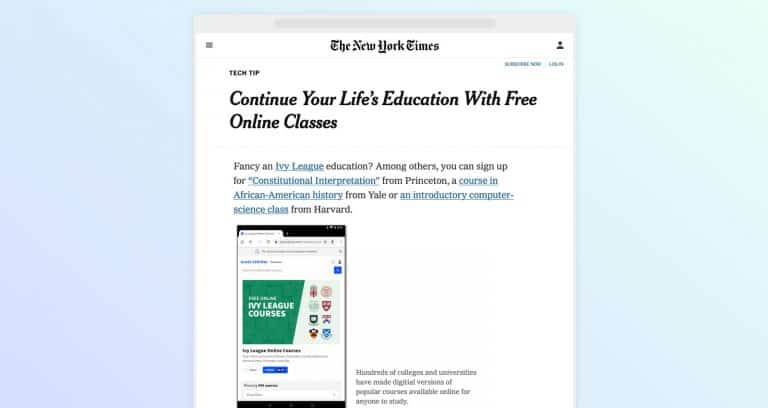 The New York Times
SUBSCRIBE NOW LOG IN
TECH TIP
Continue Your Life's Education With Free
Online Classes
Fancy an Ivy League education? Among others, you can sign up
for "Constitutional Interpretation" from Princeton, a course in
African-American history from Yale or an introductory computer-
science class from Harvard.
FREE ONLINE
IVY LEAGUE
COURSES
Ivy League Online Courses
Hundreds of colleges and universities
have made digitial versions of
popular courses available online for
anyone to study.